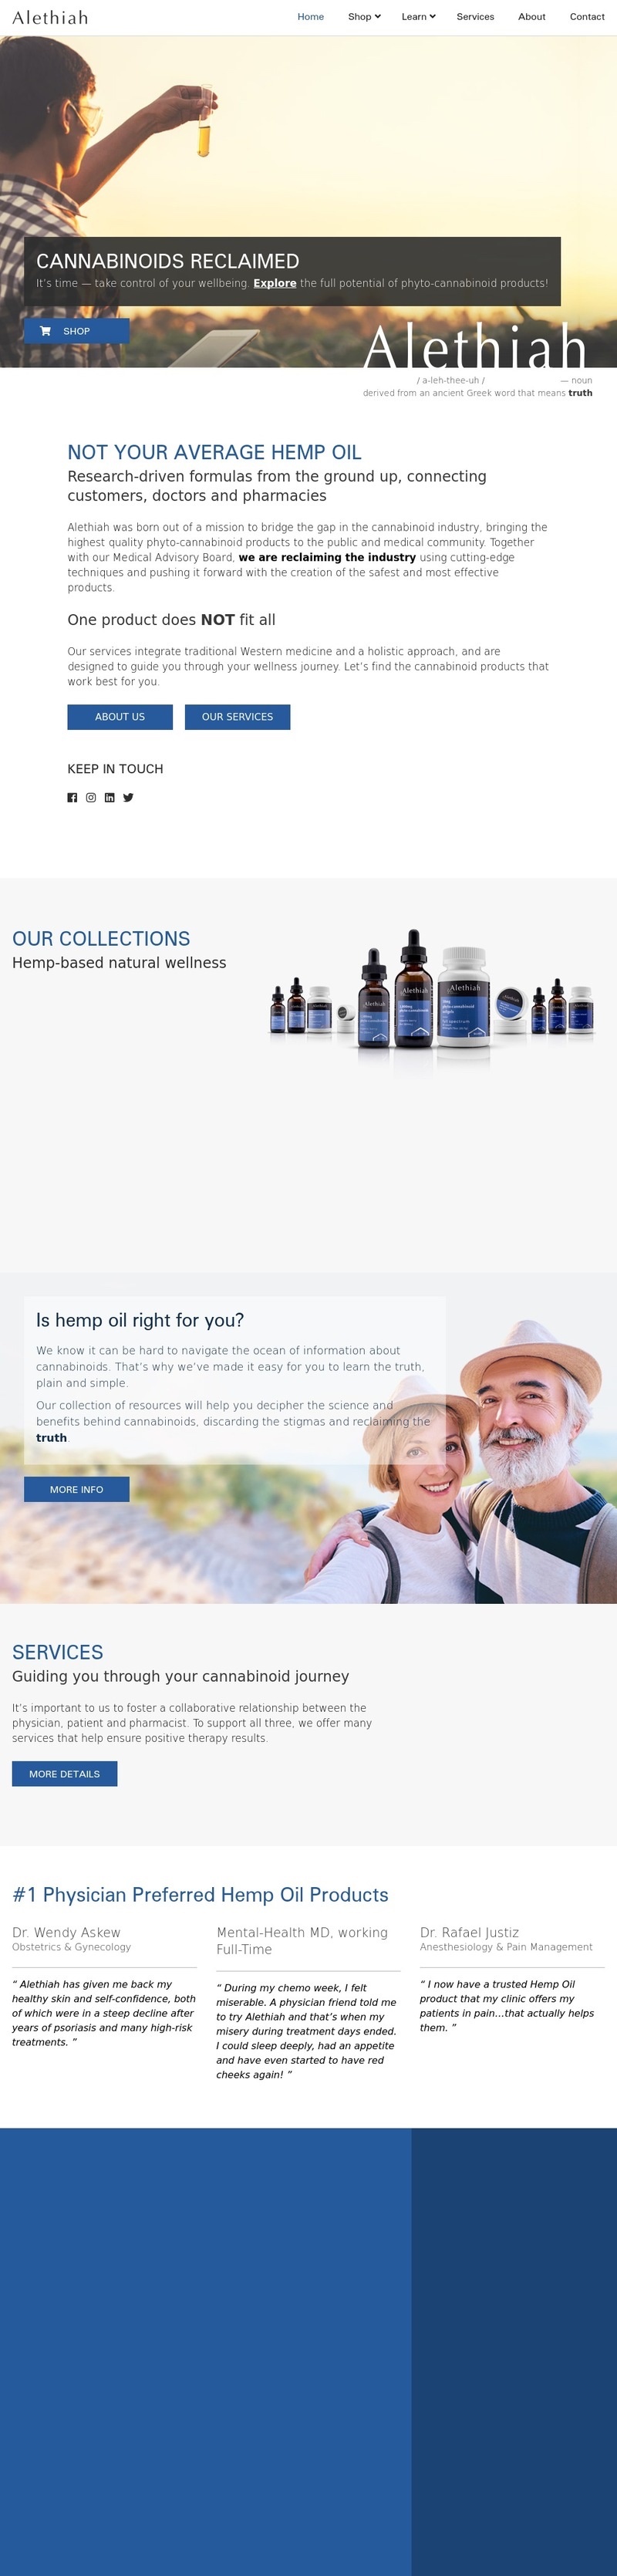 Alethiah
Home Shop Learn Services About Contact
CANNABINOIDS RECLAIMED
It's time — take control of your wellbeing. Explore the full potential of phyto-cannabinoid products!
SHOP
Alethiah
/ a-leh-thee-uh / — noun
derived from an ancient Greek word that means truth
NOT YOUR AVERAGE HEMP OIL
Research-driven formulas from the ground up, connecting
customers, doctors and pharmacies
Alethiah was born out of a mission to bridge the gap in the cannabinoid industry, bringing the
highest quality phyto-cannabinoid products to the public and medical community. Together
with our Medical Advisory Board, we are reclaiming the industry using cutting-edge
techniques and pushing it forward with the creation of the safest and most effective
products.
One product does NOT fit all
Our services integrate traditional Western medicine and a holistic approach, and are
designed to guide you through your wellness journey. Let's find the cannabinoid products that
work best for you.
ABOUT US OUR SERVICES
KEEP IN TOUCH
OUR COLLECTIONS
Hemp-based natural wellness
Alethiah Alethiah Alethiah
Is hemp oil right for you?
We know it can be hard to navigate the ocean of information about
cannabinoids. That's why we've made it easy for you to learn the truth,
plain and simple.
Our collection of resources will help you decipher the science and
benefits behind cannabinoids, discarding the stigmas and reclaiming the
truth.
MORE INFO
SERVICES
Guiding you through your cannabinoid journey
It's important to us to foster a collaborative relationship between the
physician, patient and pharmacist. To support all three, we offer many
services that help ensure positive therapy results.
MORE DETAILS
#1 Physician Preferred Hemp Oil Products
Dr. Wendy Askew
Obstetrics & Gynecology
“ Alethiah has given me back my
healthy skin and self-confidence, both
of which were in a steep decline after
years of psoriasis and many high-risk
treatments. ”
Mental-Health MD, working
Full-Time
“ During my chemo week, I felt
miserable. A physician friend told me
to try Alethiah and that's when my
misery during treatment days ended.
I could sleep deeply, had an appetite
and have even started to have red
cheeks again! ”
Dr. Rafael Justiz
Anesthesiology & Pain Management
“ I now have a trusted Hemp Oil
product that my clinic offers my
patients in pain...that actually helps
them. ”